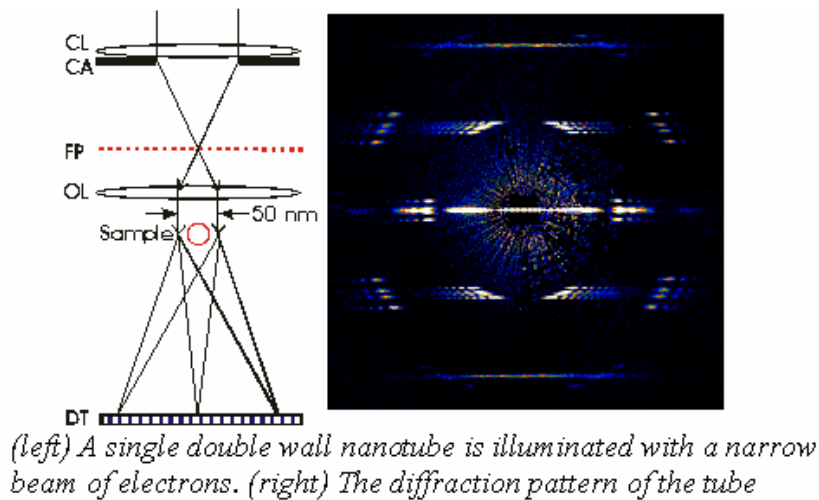 CL
CA
FP
OL
50 nm
Sample
DT
(left) A single double wall nanotube is illuminated with a narrow
beam of electrons. (right) The diffraction pattern of the tube